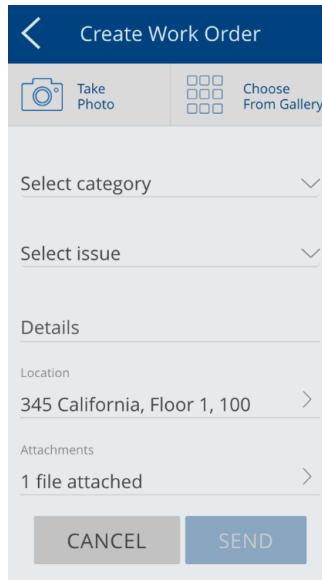 Create Work Order
Take
Photo
Choose
From Gallery
Select category
Select issue
Details
Location
345 California, Floor 1, 100
Attachments
1 file attached
CANCEL
SEND